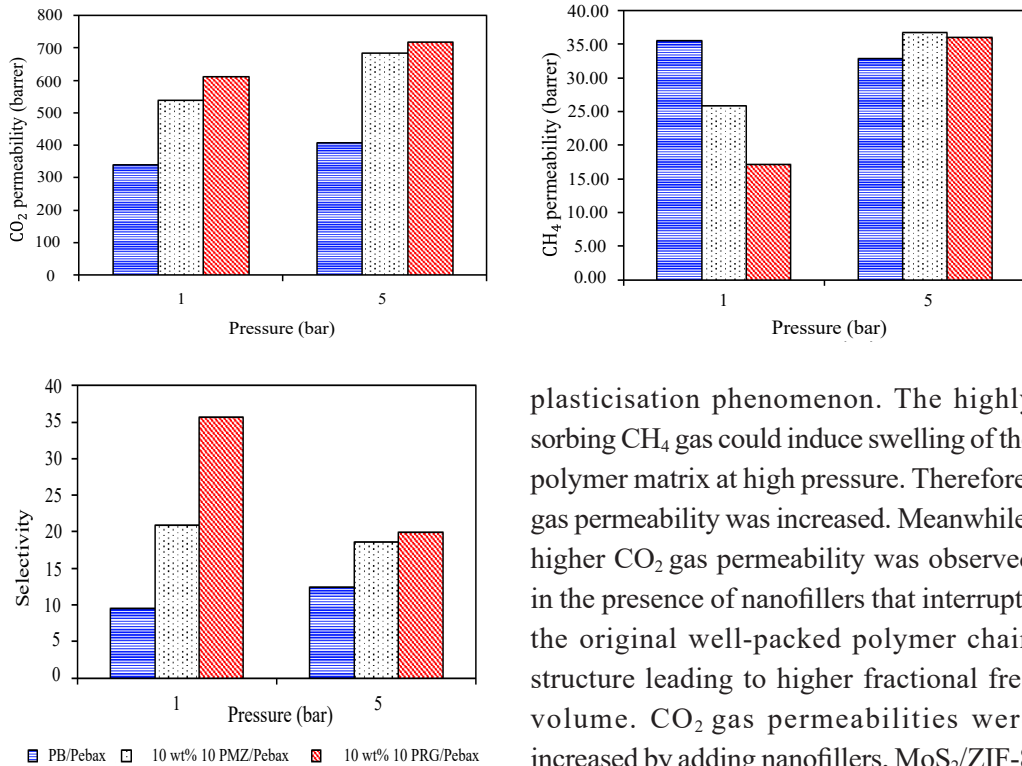 800
700
600
500
400
300
200
100
0
CO2 permeability (barrer)
1
5
Pressure (bar)
40.00
35.00
30.00
25.00
20.00
15.00
10.00
5.00
0.00
CH4 permeability (barrer)
1
5
Pressure (bar)
40
35
30
25
20
15
10
5
0
Selectivity
1
5
Pressure (bar)
PB/Pebax 10 wt% 10 PMZ/Pebax 10 wt% 10 PRG/Pebax
plasticisation phenomenon. The highly
sorbing CH4 gas could induce swelling of th
polymer matrix at high pressure. Therefore
gas permeability was increased. Meanwhile
higher CO2 gas permeability was observed
in the presence of nanofillers that interrupt
the original well-packed polymer chain
structure leading to higher fractional fre
volume. CO2 gas permeabilities wer
increased by adding nanofillers. MoS2/ZIF-8